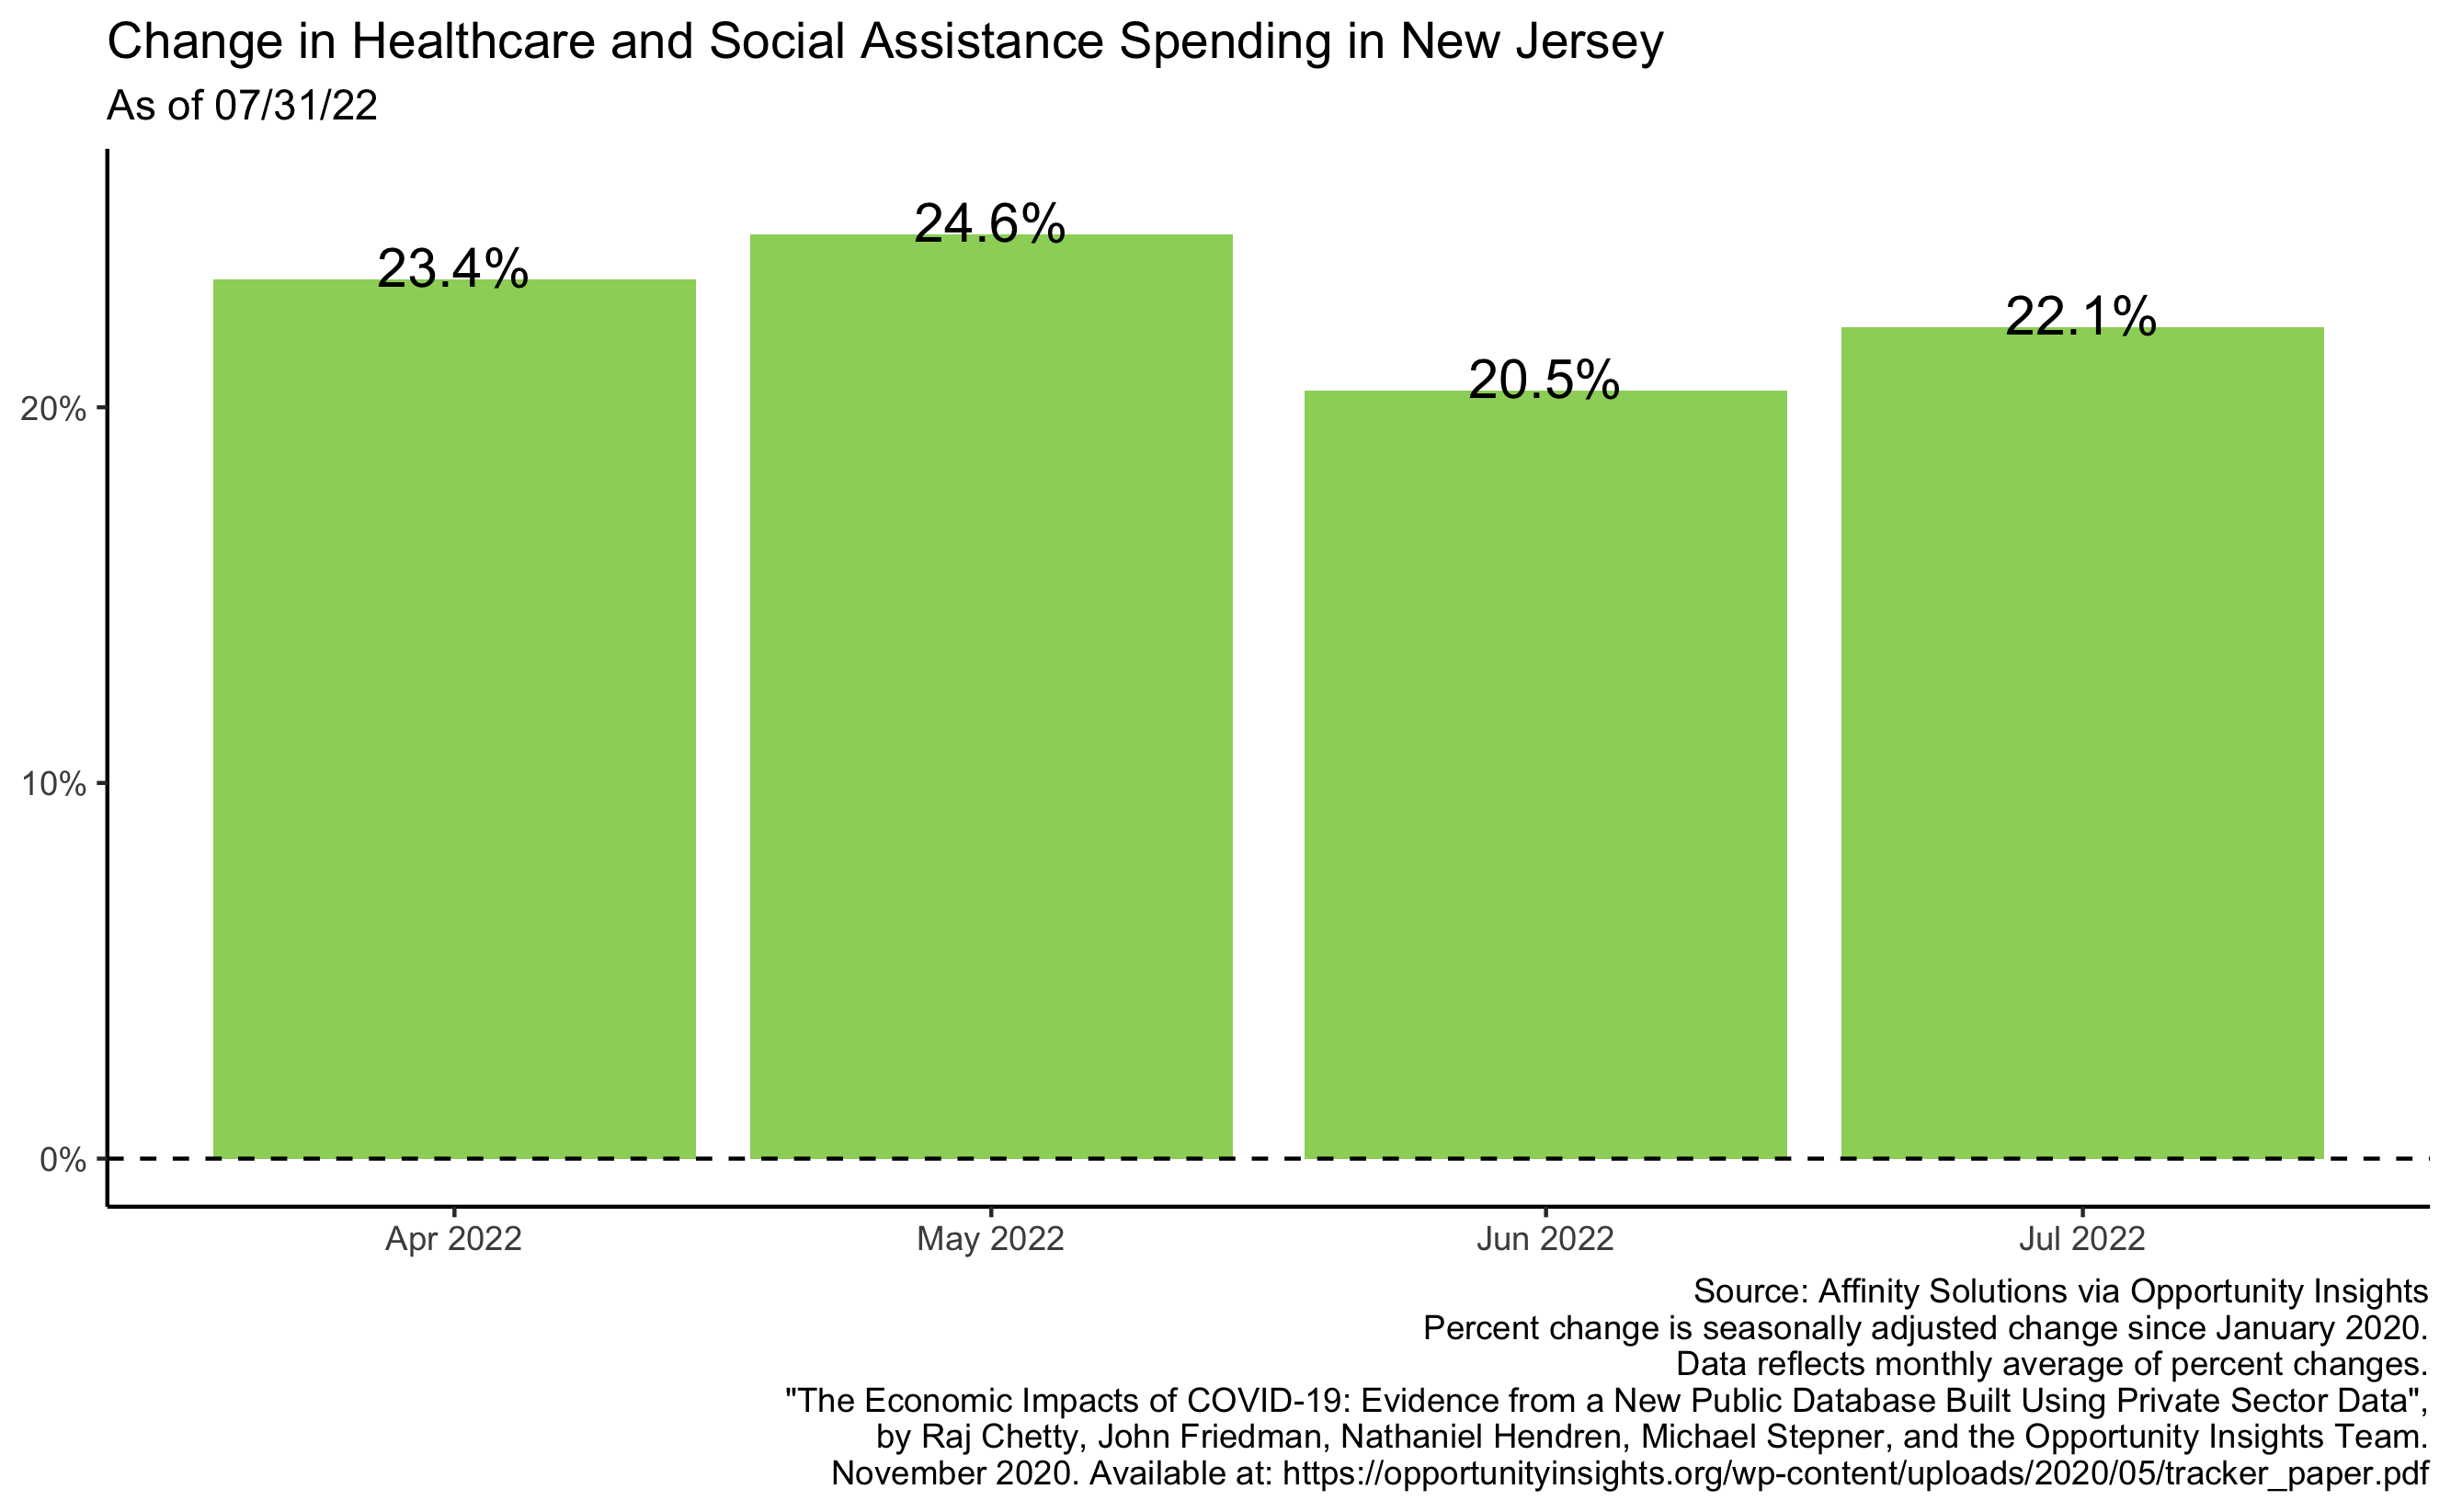 Change in Healthcare and Social Assistance Spending in New Jersey
As of 07/31/22
23.4%
24.6%
20.5%
22.1%
20%
10%
0%
Apr 2022
May 2022
Jun 2022
Jul 2022
Source: Affinity Solutions via Opportunity Insights
Percent change is seasonally adjusted change since January 2020.
Data reflects monthly average of percent changes.
"The Economic Impacts of COVID-19: Evidence from a New Public Database Built Using Private Sector Data",
by Raj Chetty, John Friedman, Nathaniel Hendren, Michael Stepner, and the Opportunity Insights Team.
November 2020. Available at: https://opportunityinsights.org/wp-content/uploads/2020/05/tracker_paper.pdf